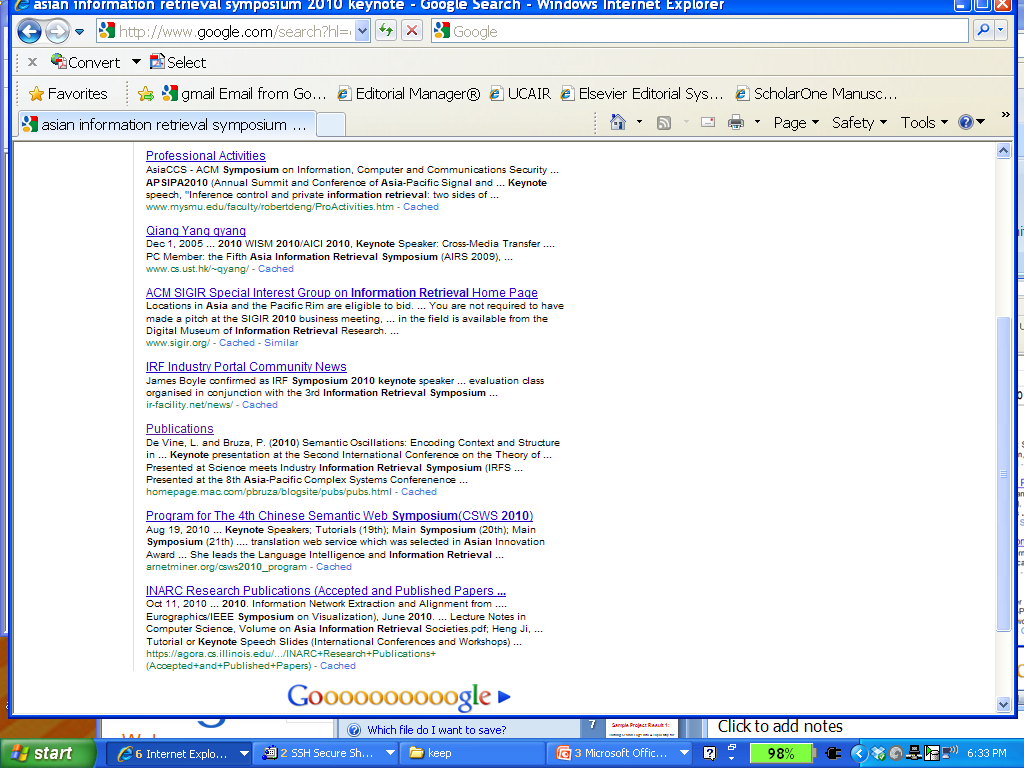 asian information retrieval symposium 2010 keynote - Google Search - Windows Internet Explorer
http://www.google.com/search?hl=
Google
x Convert Select
Favorites gmail Email from Go... Editorial Manager® UCAIR Elsevier Editorial Sys... ScholarOne Manusc...
asian information retrieval symposium ... Page Safety Tools »
Professional Activities
AsiaCCS - ACM Symposium on Information, Computer and Communications Security ...
APSIPA2010 (Annual Summit and Conference of Asia-Pacific Signal and ... Keynote
speech, "Inference control and private information retrieval: two sides of ...
www.mysmu.edu/faculty/robertdeng/ProActivities.htm - Cached
Qiang Yang qyang
Dec 1, 2005 ... 2010 WISM 2010/AICI 2010, Keynote Speaker: Cross-Media Transfer ....
PC Member: the Fifth Asia Information Retrieval Symposium (AIRS 2009), ...
www.cs.ust.hk/~qyang/ - Cached
ACM SIGIR Special Interest Group on Information Retrieval Home Page
Locations in Asia and the Pacific Rim are eligible to bid. ... You are not required to have
made a pitch at the SIGIR 2010 business meeting, ... in the field is available from the
Digital Museum of Information Retrieval Research. ...
www.sigir.org/ - Cached - Similar
IRF Industry Portal Community News
James Boyle confirmed as IRF Symposium 2010 keynote speaker ... evaluation class
organised in conjunction with the 3rd Information Retrieval Symposium ...
ir-facility.net/news/ - Cached
Publications
De Vine, L. and Bruza, P. (2010) Semantic Oscillations: Encoding Context and Structure
in ... Keynote presentation at the Second International Conference on the Theory of ...
Presented at Science meets Industry Information Retrieval Symposium (IRFS ...
Presented at the 8th Asia-Pacific Complex Systems Conferenence ...
homepage.mac.com/pbruza/blogsite/pubs/pubs.html - Cached
Program for The 4th Chinese Semantic Web Symposium(CSWS 2010)
Aug 19, 2010 ... Keynote Speakers; Tutorials (19th); Main Symposium (20th); Main
Symposium (21th) .... translation web service which was selected in Asian Innovation
Award ... She leads the Language Intelligence and Information Retrieval ...
arnetminer.org/csws2010_program - Cached
INARC Research Publications (Accepted and Published Papers ...
Oct 11, 2010 ... 2010. Information Network Extraction and Alignment from ....
Eurographics/IEEE Symposium on Visualization), June 2010. ... Lecture Notes in
Computer Science, Volume on Asia Information Retrieval Societies.pdf; Heng Ji, ...
Tutorial or Keynote Speech Slides (International Conferences and Workshops) ...
https://agora.cs.illinois.edu/.../INARC+Research+Publications+
(Accepted+and+Published+Papers) - Cached
Goooooooooogle
Which file do I want to save?
7
Sample Project Result 1:
Click to add notes
start 6 Internet Explo... 2 SSH Secure Sh... keep 3 Microsoft Offic... 98% 6:33 PM